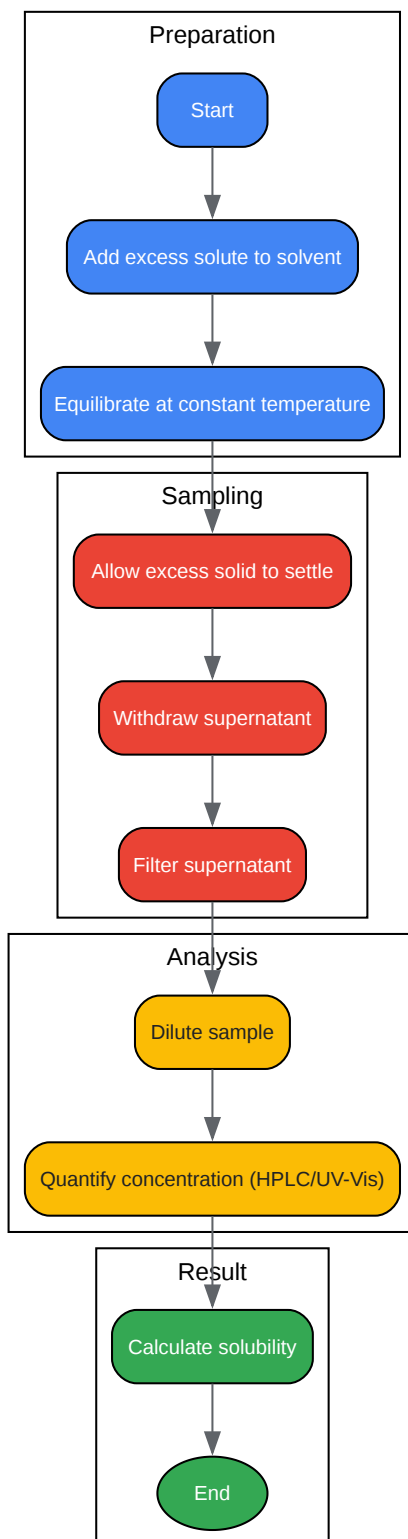 Preparation
Start
Add excess solute to solvent
Equilibrate at constant temperature
Sampling
Allow excess solid to settle
Withdraw supernatant
Filter supernatant
Analysis
Dilute sample
Quantify concentration (HPLC/UV-Vis)
Result
Calculate solubility
End